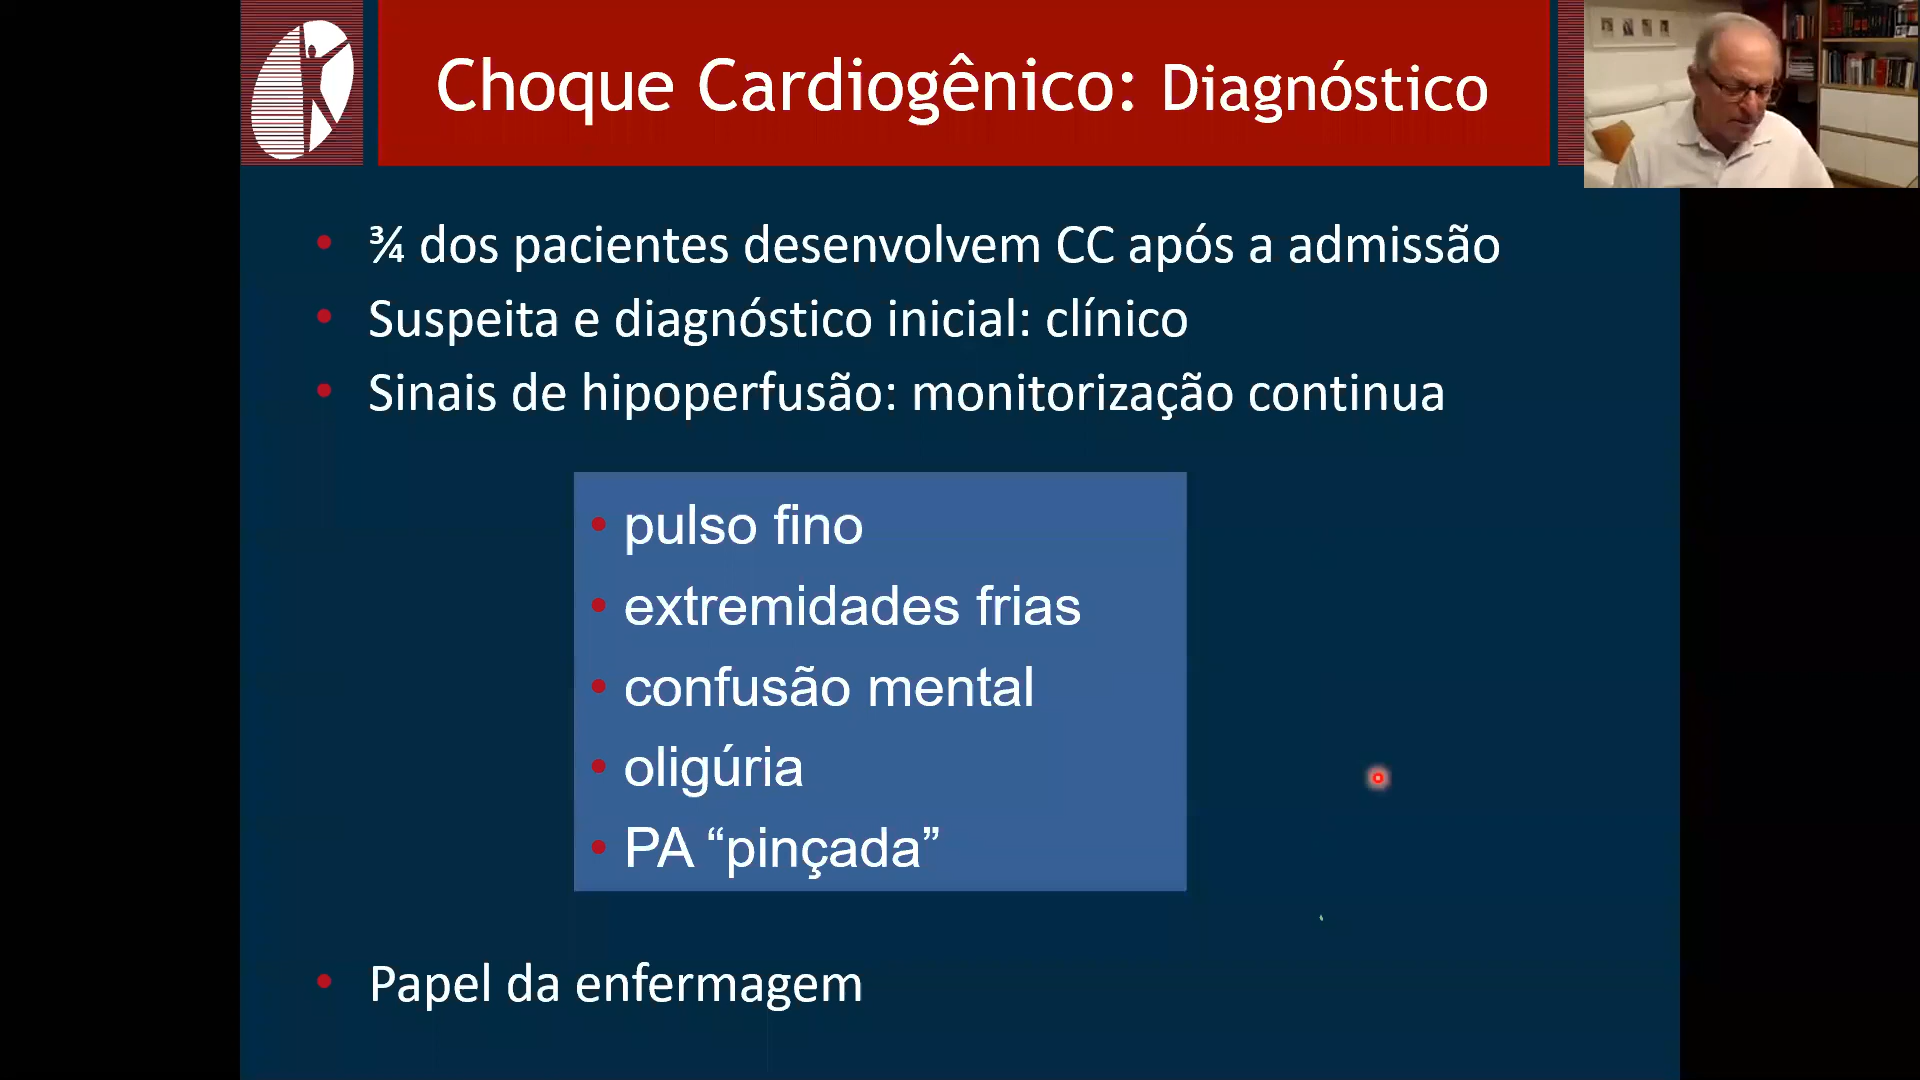 Choque Cardiogênico: Diagnóstico
• ¾ dos pacientes desenvolvem CC após a admissão
• Suspeita e diagnóstico inicial: clínico
• Sinais de hipoperfusão: monitorização continua
• pulso fino
• extremidades frias
• confusão mental
• oligúria
• PA “pinçada”
• Papel da enfermagem